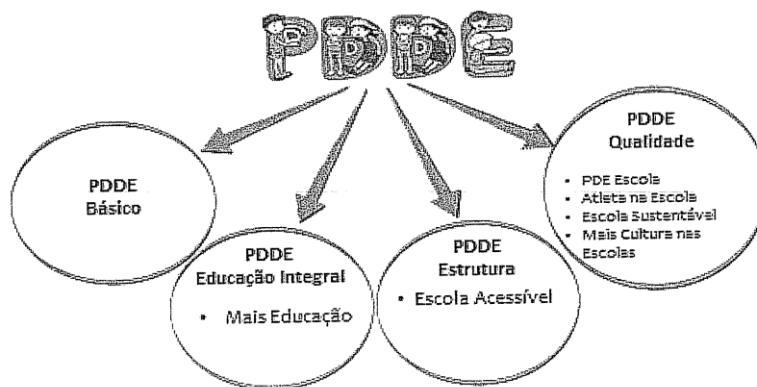 PDDE
PDDE
Básico
PDDE
Educação Integral
• Mais Educação
PDDE
Estrutura
• Escola Acessível
PDDE
Qualidade
• PDE Escola
• Atleta na Escola
• Escola Sustentável
• Mais Cultura nas
Escolas